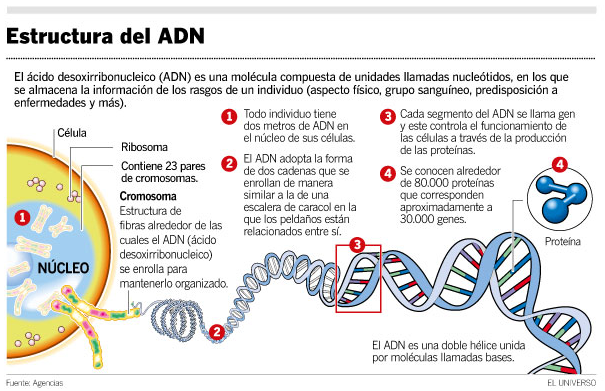 Estructura del ADN
El ácido desoxirribonucleico (ADN) es una molécula compuesta de unidades llamadas nucleótidos, en los que
se almacena la información de los rasgos de un individuo (aspecto físico, grupo sanguíneo, predisposición a
enfermedades y más).
Célula
Ribosoma
Contiene 23 pares
de cromosomas.
Cromosoma
Estructura de
fibras alrededor de las
cuales el ADN (ácido
desoxirribonucleico)
se enrolla para
mantenerlo organizado.
1
NÚCLEO
1
Todo individuo tiene
dos metros de ADN en
el núcleo de sus células.
2
El ADN adopta la forma
de dos cadenas que se
enrollan de manera
similar a la de una
escalera de caracol en la
que los peldaños están
relacionados entre sí.
3
Cada segmento del ADN se llama gen
y este controla el funcionamiento de
las células a través de la producción
de las proteínas.
4
Se conocen alrededor
de 80.000 proteínas
que corresponden
aproximadamente a
30.000 genes.
4
Proteína
3
2
El ADN es una doble hélice unida
por moléculas llamadas bases.
Fuente: Agencias
EL UNIVERSO